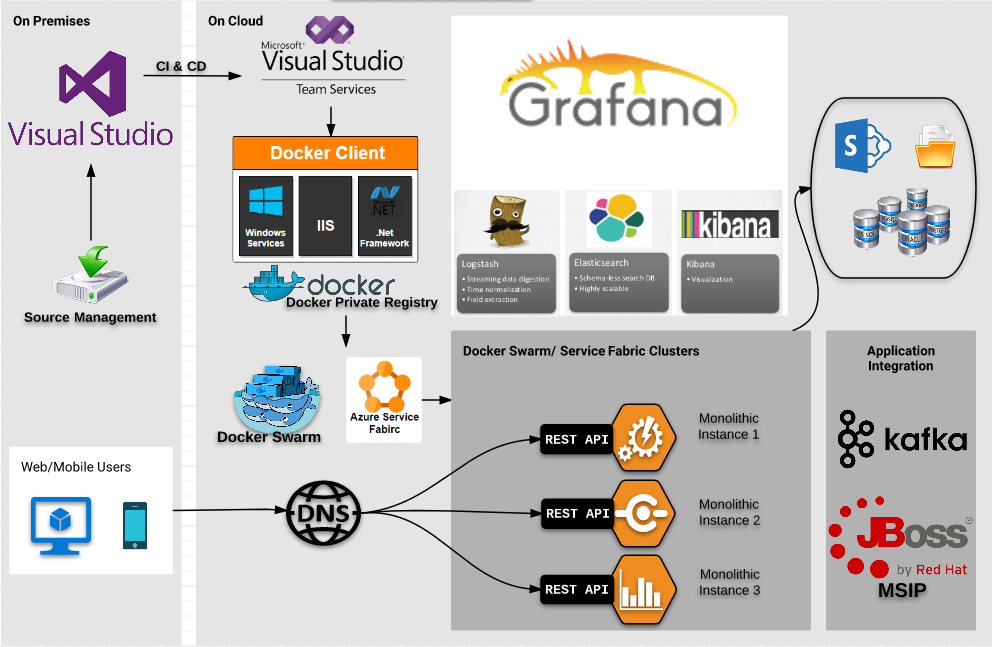 On Premises
On Cloud
Visual Studio
CI & CD
Microsoft®
Visual Studio
Team Services
Source Management
Web/Mobile Users
Docker Client
Windows
Services
IIS
Microsoft
.NET
.Net
Framework
docker
Docker Private Registry
Docker Swarm
Azure Service
Fabirc
DNS
Grafana
Logstash
• Streaming data digestion
• Time normalization
• Field extraction
Elasticsearch
• Schema-less search DB
• Highly scalable
kibana
Kibana
• Visualization
Docker Swarm/ Service Fabric Clusters
REST API
Monolithic
Instance 1
REST API
Monolithic
Instance 2
REST API
Monolithic
Instance 3
S
ORACLE
Application
Integration
kafka
JBoss®
by Red Hat
MSIP